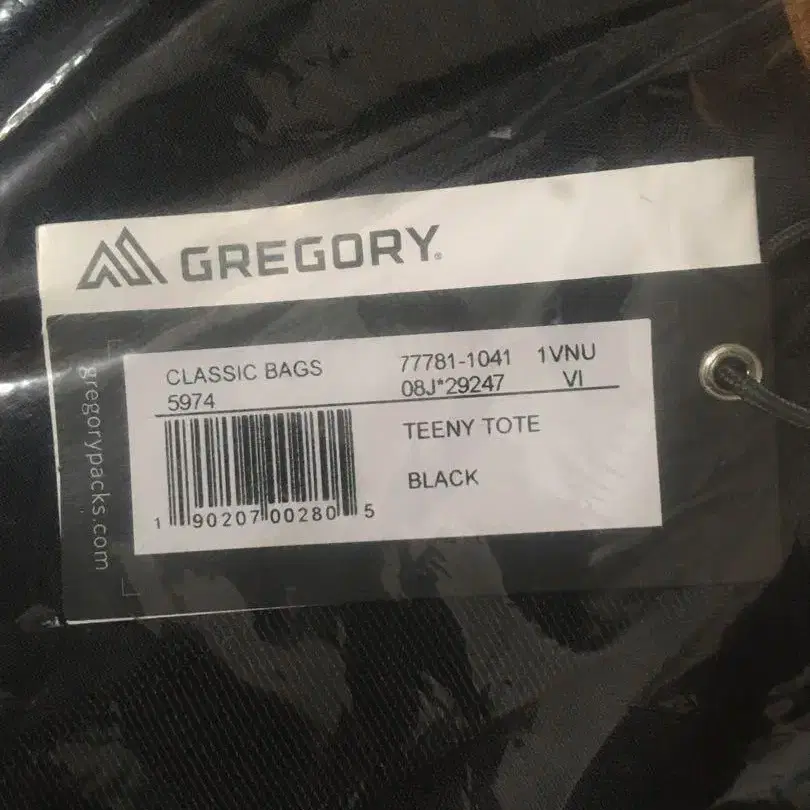 GREGORY.
gregorypacks.com
CLASSIC BAGS 77781-1041 1VNU
5974 08J*29247 VI
TEENY TOTE
BLACK
1 90207 00280 5